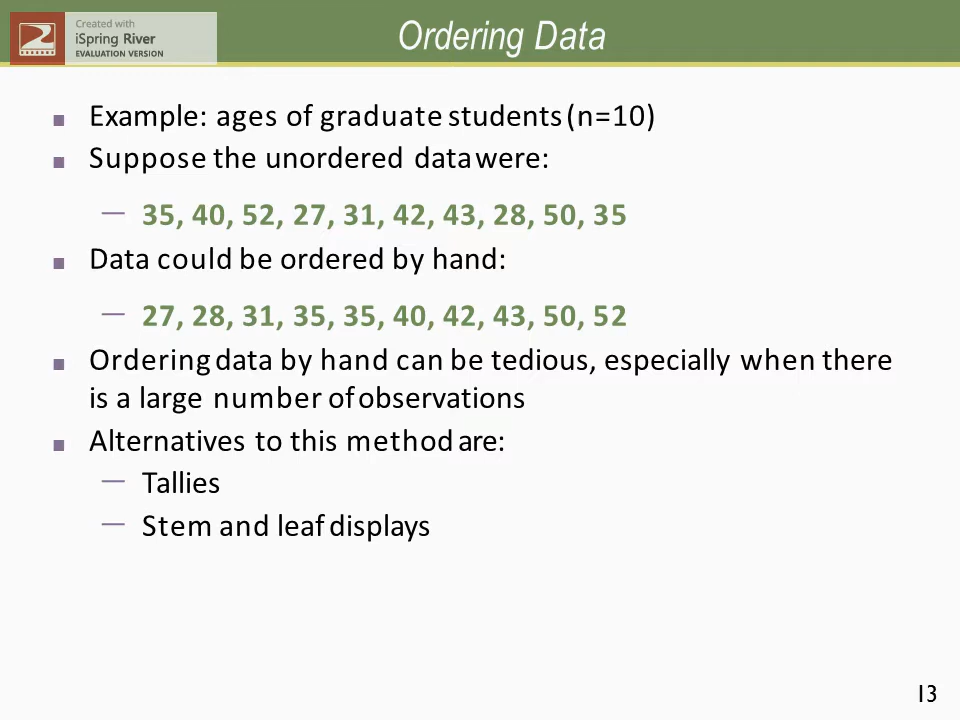 Created with
iSpring River
EVALUATION VERSION
Ordering Data
Example: ages of graduate students (n=10)
Suppose the unordered data were:
— 35, 40, 52, 27, 31, 42, 43, 28, 50, 35
Data could be ordered by hand:
— 27, 28, 31, 35, 35, 40, 42, 43, 50, 52
Ordering data by hand can be tedious, especially when there
is a large number of observations
Alternatives to this method are:
— Tallies
— Stem and leaf displays
13